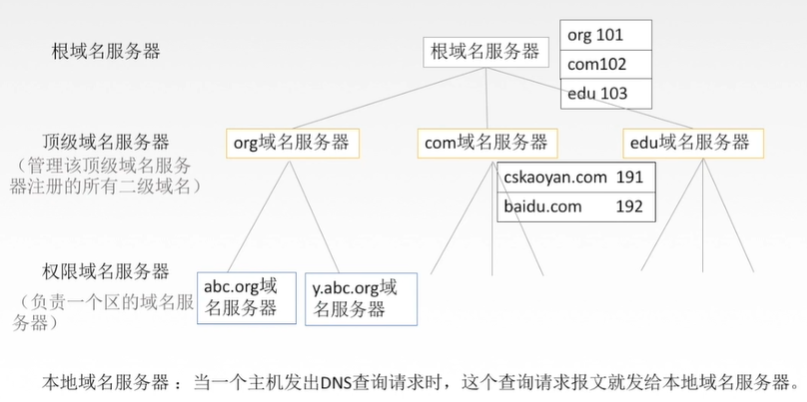 根域名服务器
根域名服务器
org 101
com102
edu 103
顶级域名服务器
（管理该顶级域名服务
器注册的所有二级域名）
org域名服务器
com域名服务器
edu域名服务器
cskaoyan.com 191
baidu.com 192
权限域名服务器
（负责一个区的域名服
务器）
abc.org域
名服务器
y.abc.org域
名服务器
本地域名服务器：当一个主机发出DNS查询请求时，这个查询请求报文就发给本地域名服务器。